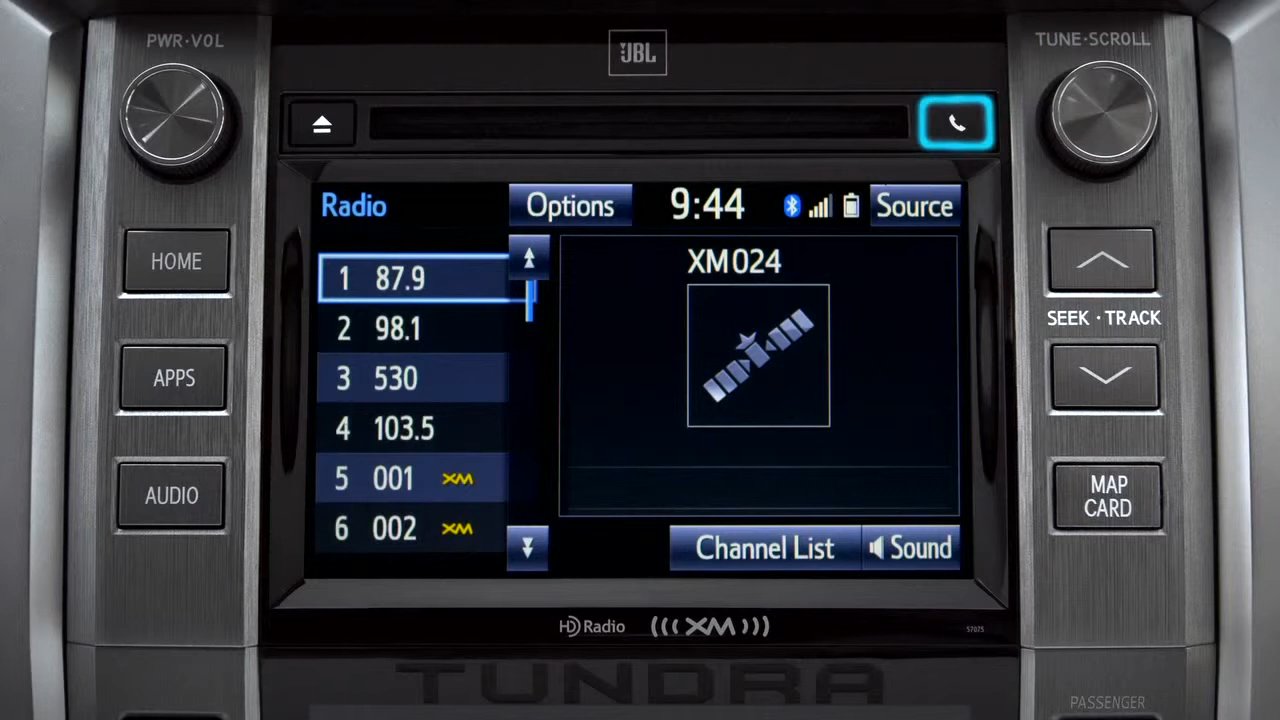 PWR·VOL
JBL
TUNE·SCROLL
Radio
Options
9:44
Source
HOME
APPS
AUDIO
1 87.9
2 98.1
3 530
4 103.5
5 001 XM
6 002 XM
XM024
Channel List
Sound
SEEK · TRACK
MAP
CARD
HD Radio
(((XM)))
57075
TUNDRA
PASSENGER